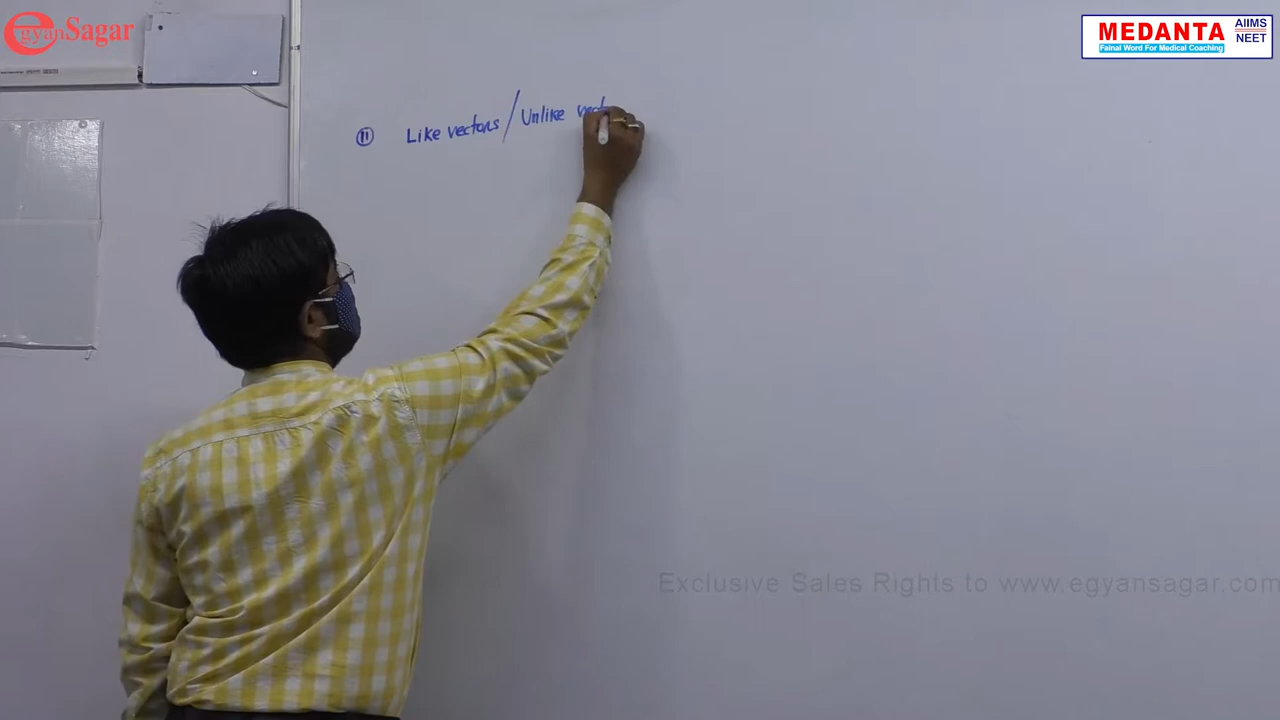 egyanSagar
MEDANTA
AIIMS
NEET
Fainal Word For Medical Coaching
11 Like vectors / Unlike vect
Exclusive Sales Rights to www.egyansagar.com